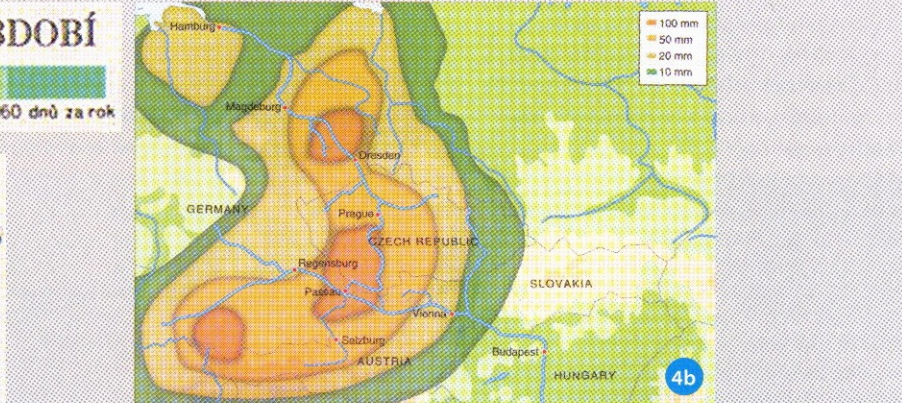 BDOBÍ
60 dnů za rok
Hamburg
100 mm
50 mm
20 mm
10 mm
Magdeburg
Dresden
GERMANY
Prague
CZECH REPUBLIC
Regensburg
SLOVAKIA
Passau
Vienna
Salzburg
Budapest
AUSTRIA
HUNGARY
4b